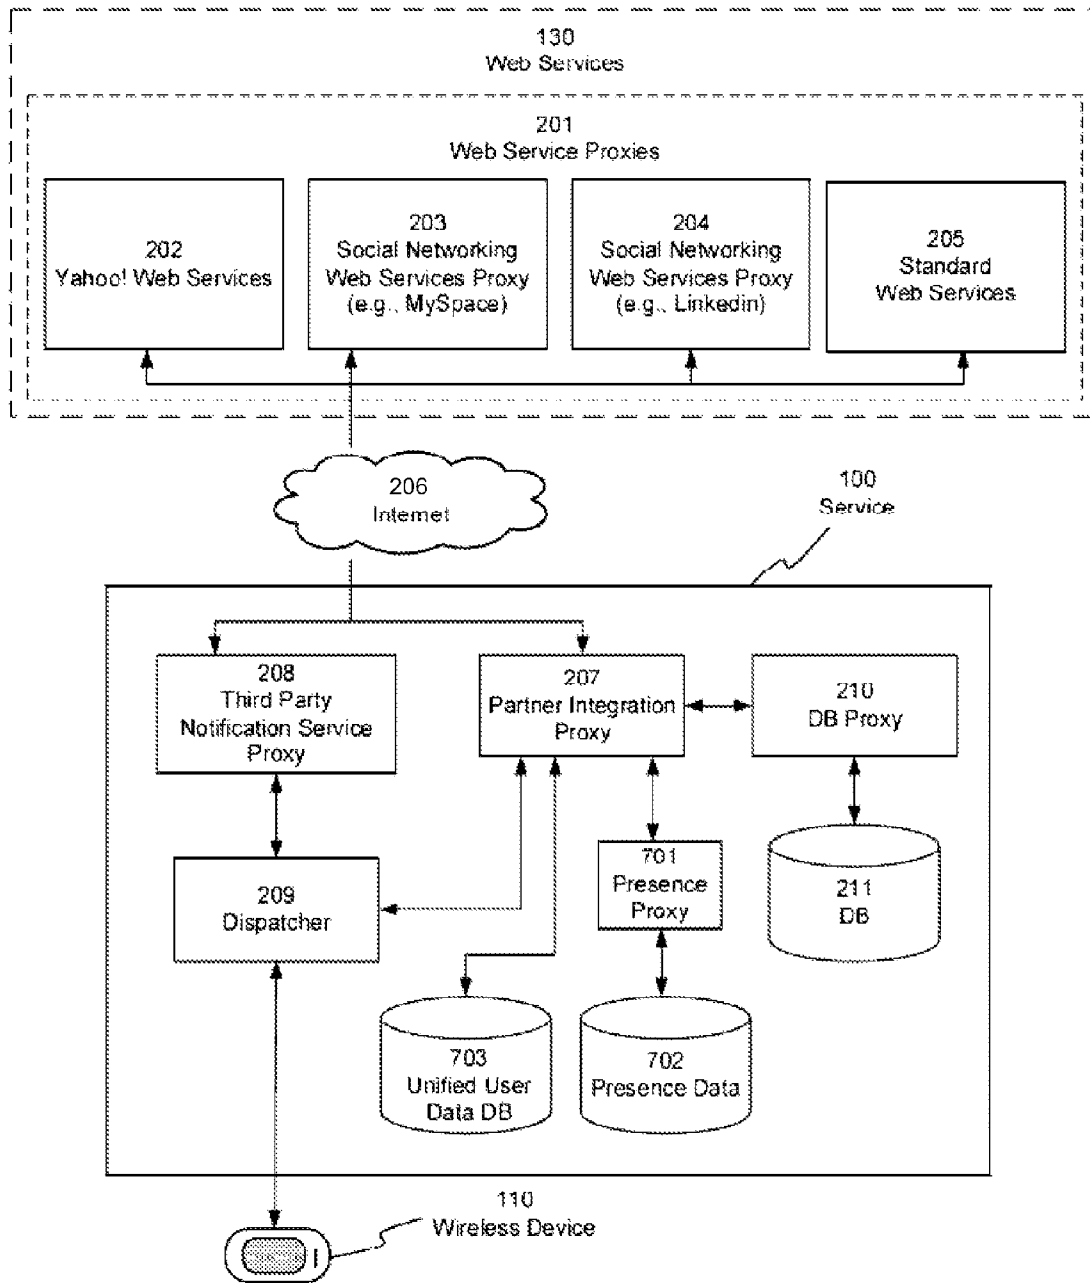 130
Web Services
201
Web Service Proxies
202
Yahoo! Web Services
203
Social Networking
Web Services Proxy
(e.g., MySpace)
204
Social Networking
Web Services Proxy
(e.g., Linkedin)
205
Standard
Web Services
206
Internet
100
Service
208
Third Party
Notification Service
Proxy
207
Partner Integration
Proxy
210
DB Proxy
209
Dispatcher
701
Presence
Proxy
211
DB
703
Unified User
Data DB
702
Presence Data
110
Wireless Device